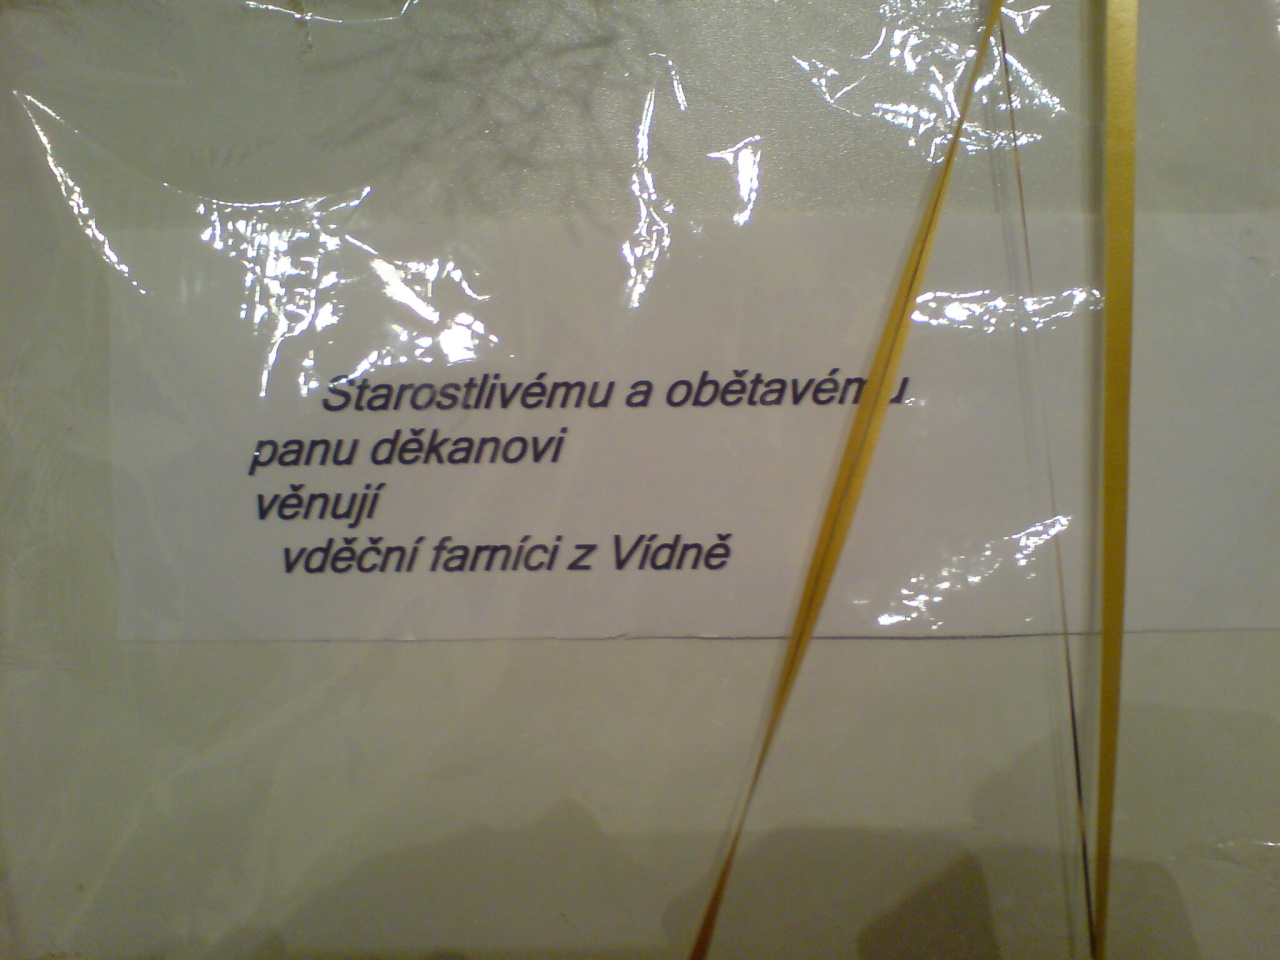 Starostlivému a obětavému
panu děkanovi
věnují
vděční farníci z Vídně